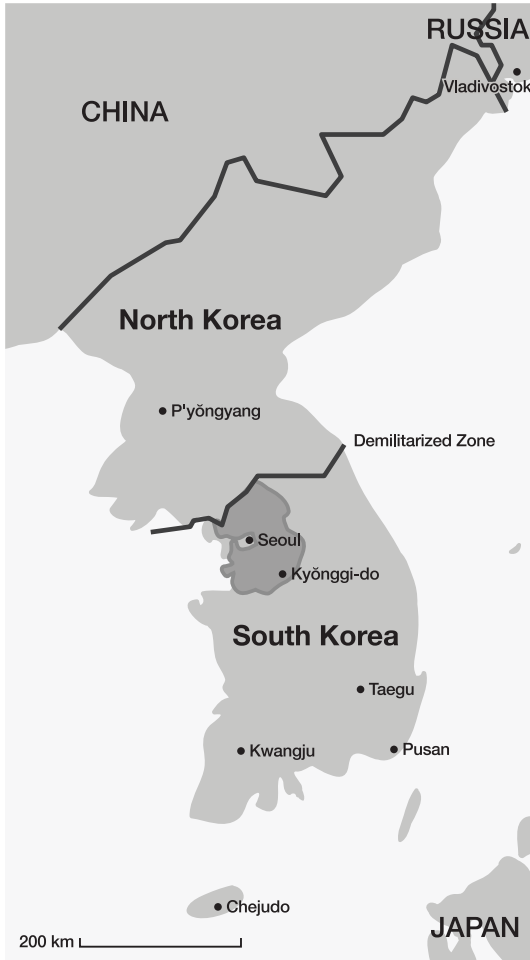 RUSSIA
Vladivostok
CHINA
North Korea
P'yŏngyang
Demilitarized Zone
Seoul
Kyŏnggi-do
South Korea
Taegu
Kwangju
Pusan
Chejudo
JAPAN
200 km